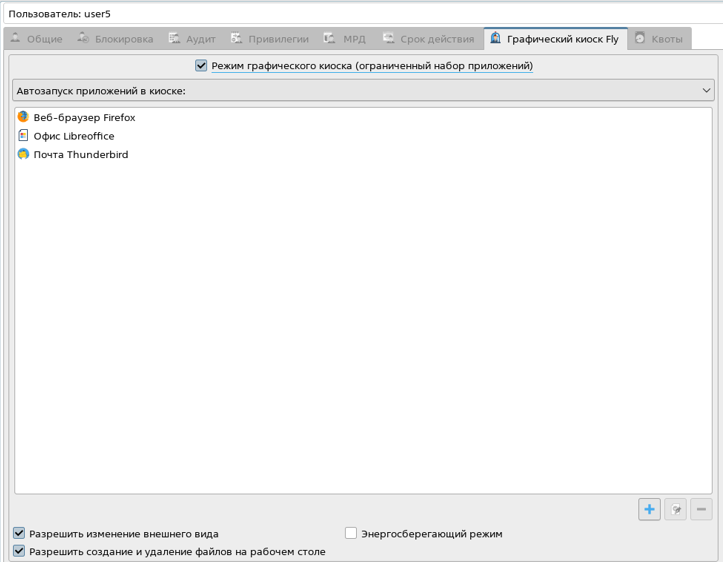 Пользователь: user5
Общие Блокировка Аудит Привилегии МРД Срок действия Графический киоск Fly Квоты
Режим графического киоска (ограниченный набор приложений)
Автозапуск приложений в киоске:
Веб-браузер Firefox
Офис Libreoffice
Почта Thunderbird
Разрешить изменение внешнего вида Энергосберегающий режим
Разрешить создание и удаление файлов на рабочем столе